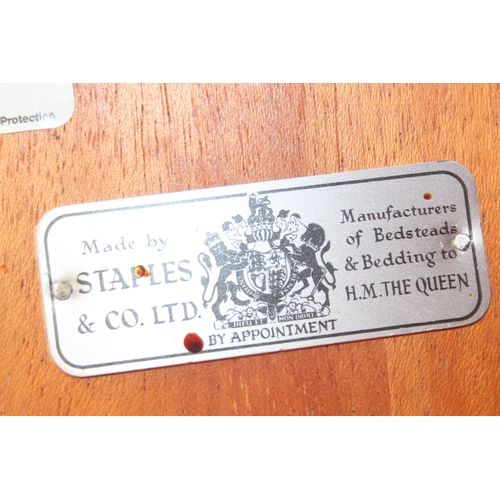 Protection
Made by
STAPLES
& CO. LTD.
DIEU ET MON DROIT
BY APPOINTMENT
Manufacturers
of Bedsteads
& Bedding to
H.M. THE QUEEN